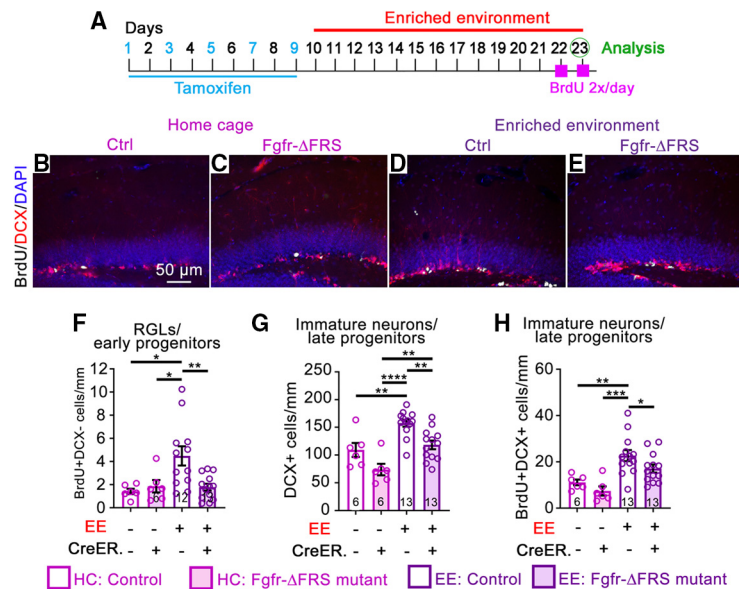 A
Days
Enriched environment
1 2 3 4 5 6 7 8 9 10 11 12 13 14 15 16 17 18 19 20 21 22 23 Analysis
Tamoxifen
BrdU 2x/day
Home cage
Enriched environment
Ctrl
Fgfr-ΔFRS
Ctrl
Fgfr-ΔFRS
BrdU/DCX/DAPI
B
C
D
E
50 μm
F
RGLs/
early progenitors
G
Immature neurons/
late progenitors
H
Immature neurons/
late progenitors
BrdU+DCX- cells/mm
12
10
8
6
4
2
0
*
*
**
12
DCX+ cells/mm
250
200
150
100
50
0
**
****
**
**
6 6 13 13
BrdU+DCX+ cells/mm
60
40
20
0
**
***
*
6 13 13
EE - - + + - - + + - - + +
CreER. - + - + - + - + - + - +
HC: Control
HC: Fgfr-ΔFRS mutant
EE: Control
EE: Fgfr-ΔFRS mutant